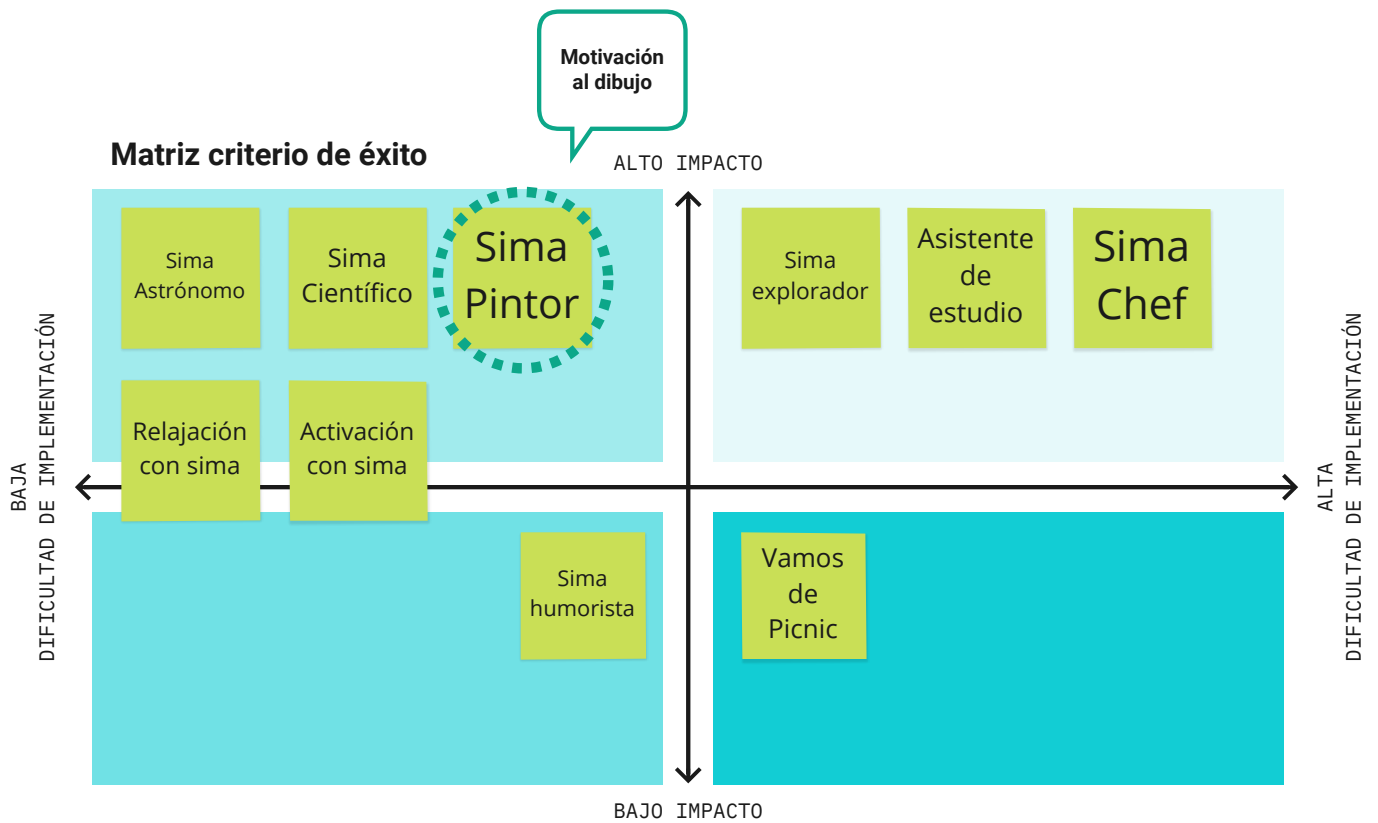 Motivación
al dibujo
Matriz criterio de éxito
ALTO IMPACTO
Sima
Astrónomo
Sima
Científico
Sima
Pintor
Sima
explorador
Asistente
de
estudio
Sima
Chef
Relajación
con sima
Activación
con sima
BAJA
DIFICULTAD DE IMPLEMENTACIÓN
ALTA
DIFICULTAD DE IMPLEMENTACIÓN
Sima
humorista
Vamos
de
Picnic
BAJO IMPACTO